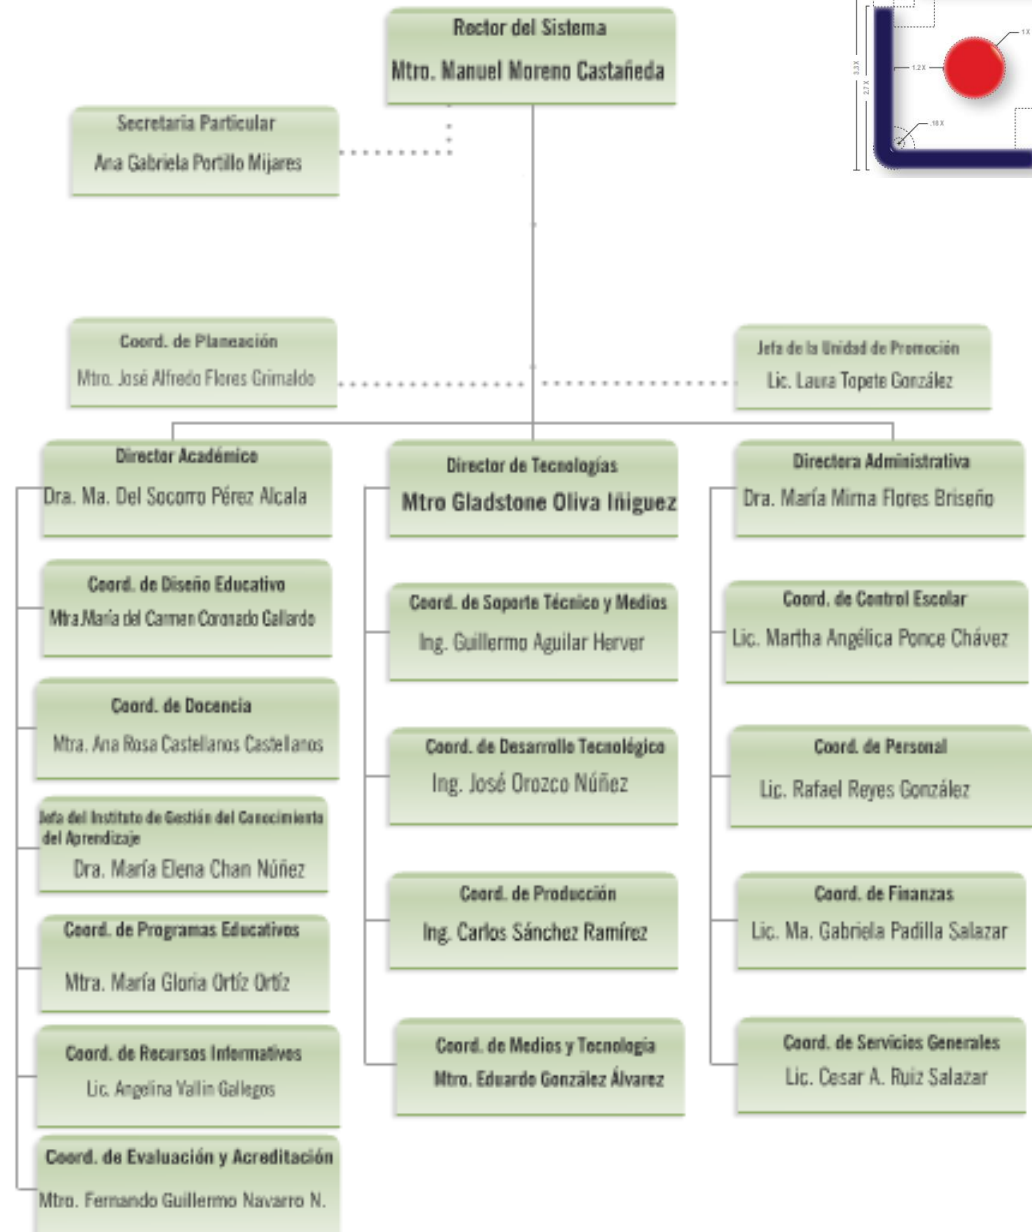 Rector del Sistema
Mtro. Manuel Moreno Castañeda
Secretaria Particular
Ana Gabriela Portillo Mijares
Coord. de Planeación
Mtro. José Alfredo Flores Grimaldo
Jefa de la Unidad de Promoción
Lic. Laura Topete González
Director Académico
Dra. Ma. Del Socorro Pérez Alcala
Coord. de Diseño Educativo
Mtra.María del Carmen Coronado Gallardo
Coord. de Docencia
Mtra. Ana Rosa Castellanos Castellanos
Jefa del Instituto de Gestión del Conocimiento
del Aprendizaje
Dra. María Elena Chan Núñez
Coord. de Programas Educativos
Mtra. María Gloria Ortíz Ortíz
Coord. de Recursos Informativos
Lic. Angelina Vallin Gallegos
Coord. de Evaluación y Acreditación
Mtro. Fernando Guillermo Navarro N.
Director de Tecnologías
Mtro Gladstone Oliva Iñiguez
Coord. de Soporte Técnico y Medios
Ing. Guillermo Aguilar Herver
Coord. de Desarrollo Tecnológico
Ing. José Orozco Núñez
Coord. de Producción
Ing. Carlos Sánchez Ramírez
Coord. de Medios y Tecnologia
Mtro. Eduardo González Álvarez
Directora Administrativa
Dra. María Mirna Flores Briseño
Coord. de Control Escolar
Lic. Martha Angélica Ponce Chávez
Coord. de Personal
Lic. Rafael Reyes González
Coord. de Finanzas
Lic. Ma. Gabriela Padilla Salazar
Coord. de Servicios Generales
Lic. Cesar A. Ruiz Salazar
1X
1.2 X
2.7 X
.18 X